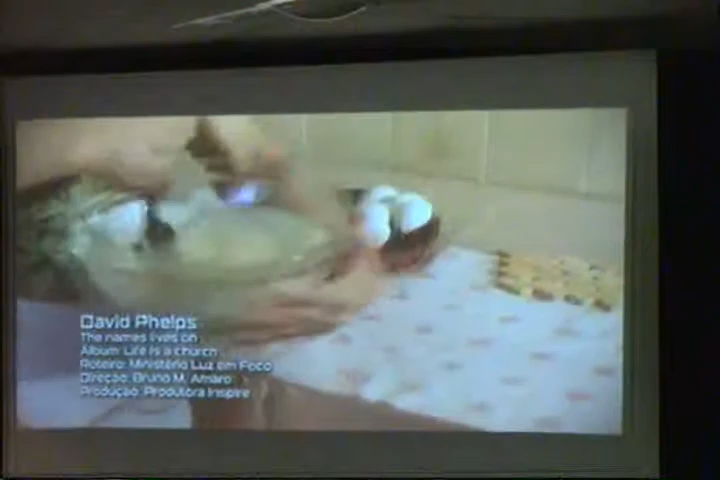 David Phelps
The names lives on
Album: Life is a church
Roteiro: Ministério Luz em Foco
Direção: Bruno M. Amaro
Produção: Produtora Inspire